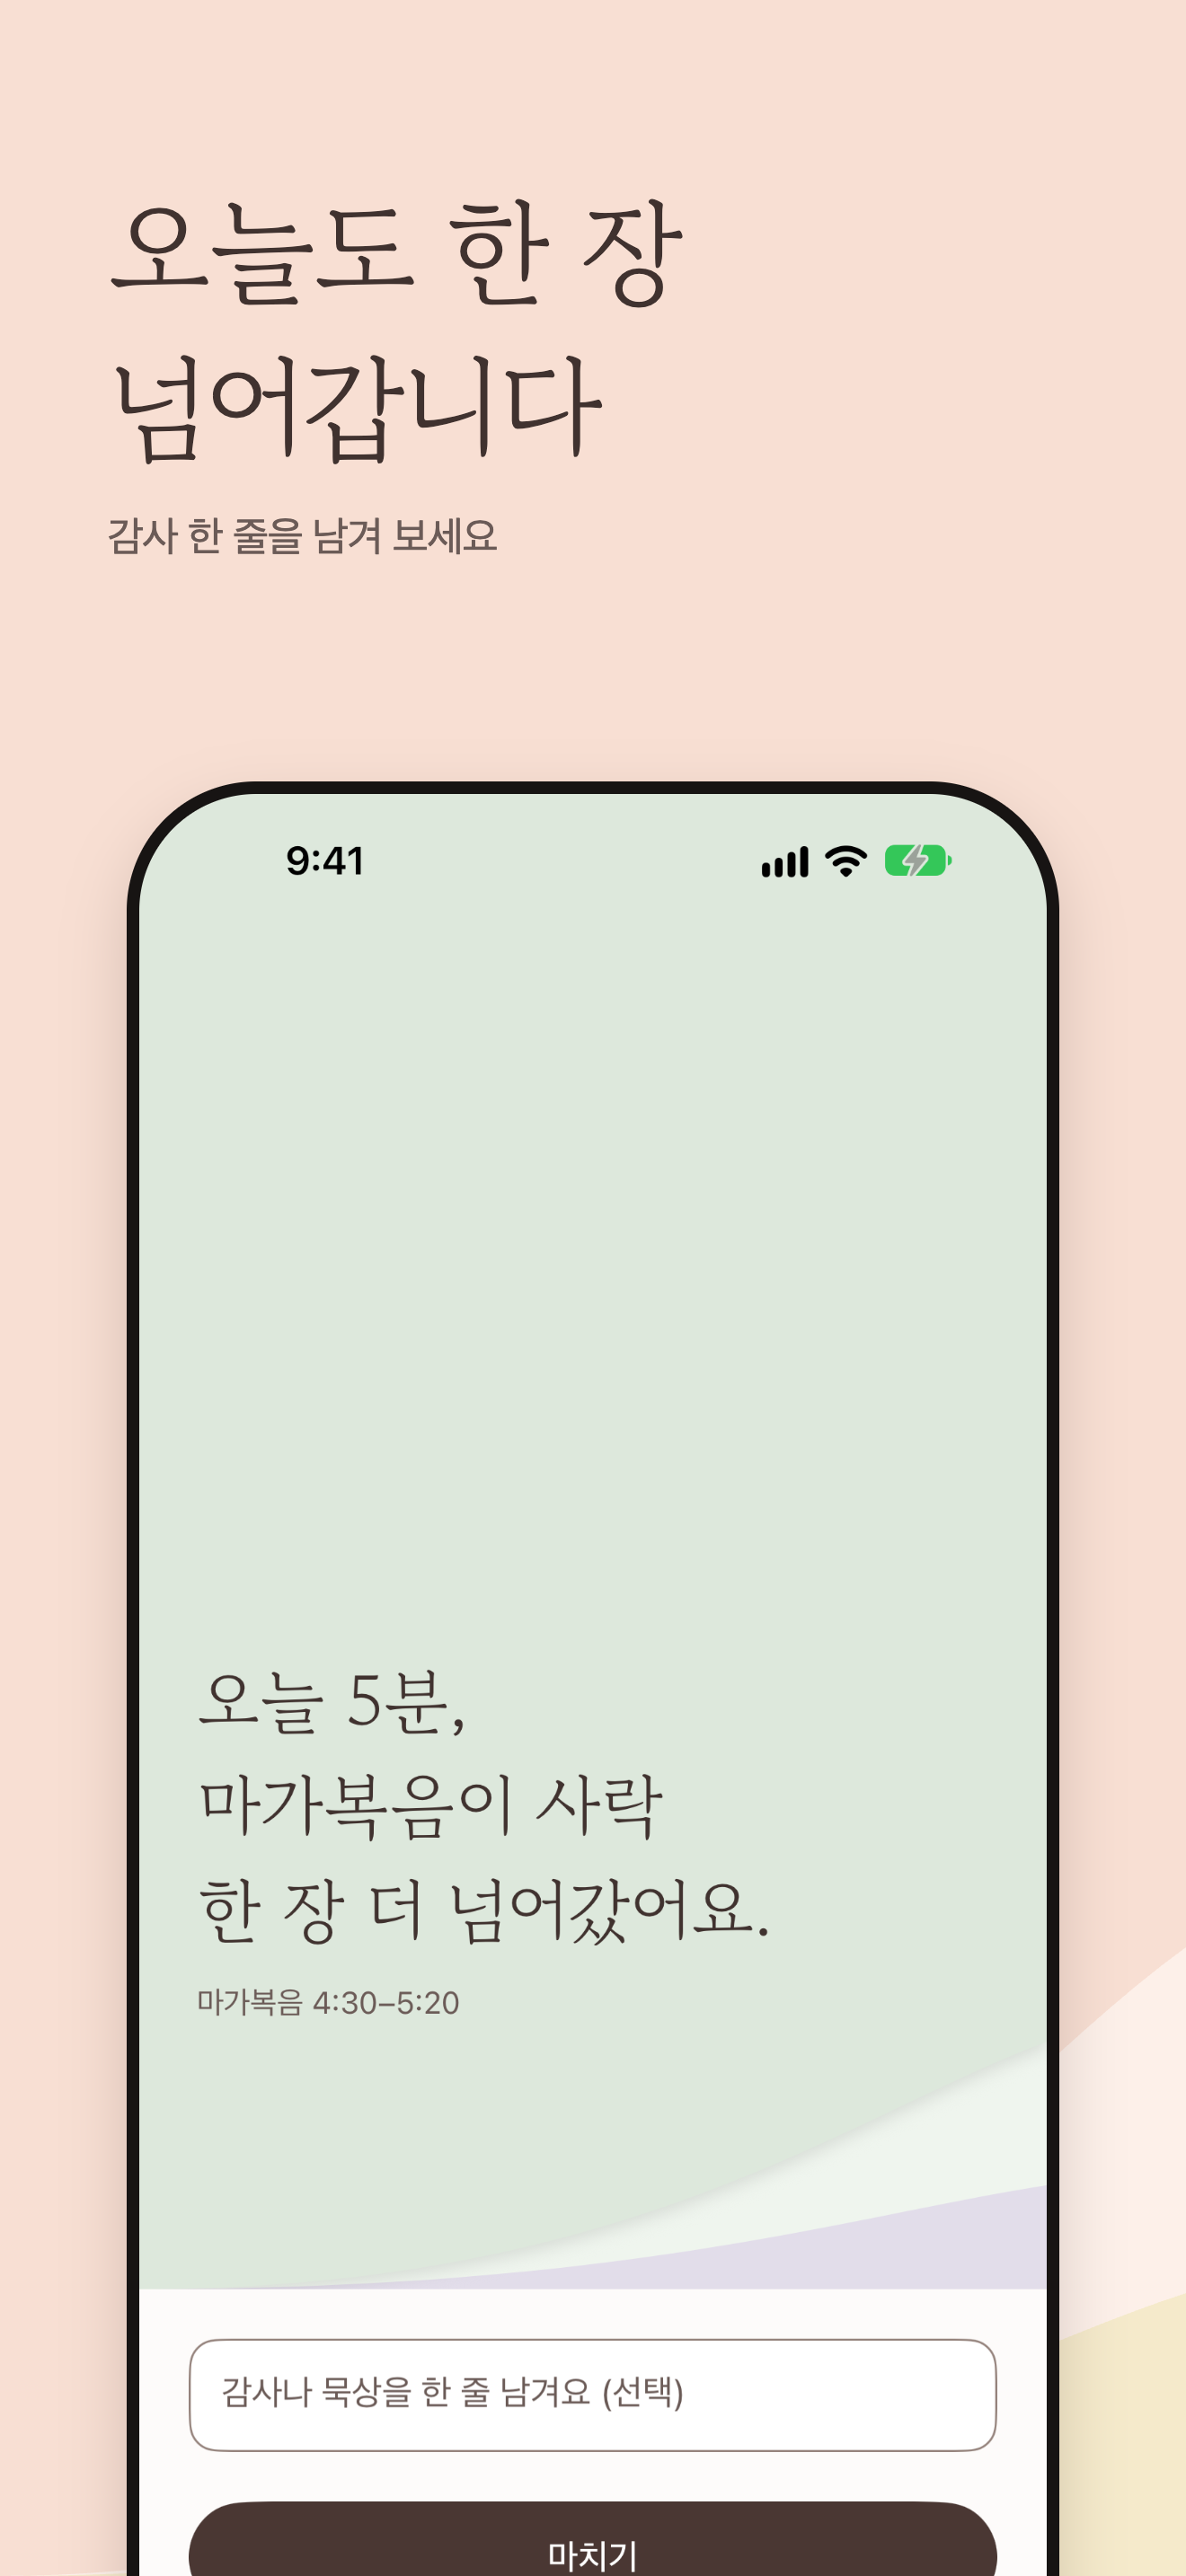 오늘도 한 장
넘어갑니다
감사 한 줄을 남겨 보세요
9:41
오늘 5분,
마가복음이 사락
한 장 더 넘어갔어요.
마가복음 4:30–5:20
감사나 묵상을 한 줄 남겨요 (선택)
마치기